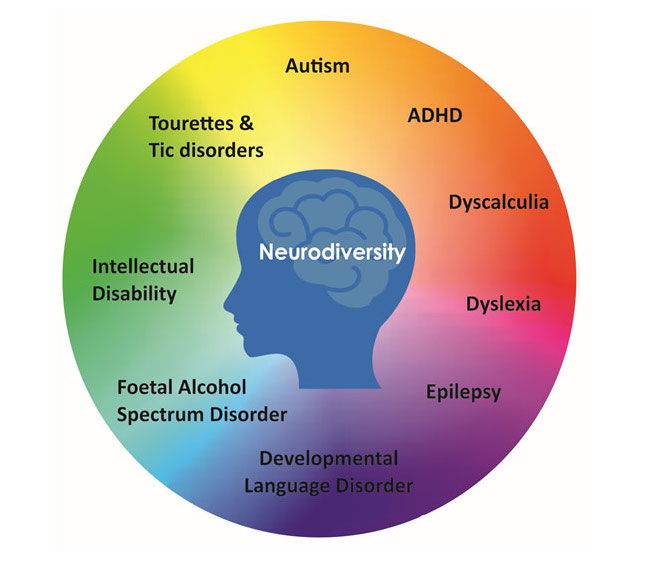 Autism
ADHD
Tourettes &
Tic disorders
Dyscalculia
Neurodiversity
Intellectual
Disability
Dyslexia
Foetal Alcohol
Spectrum Disorder
Epilepsy
Developmental
Language Disorder